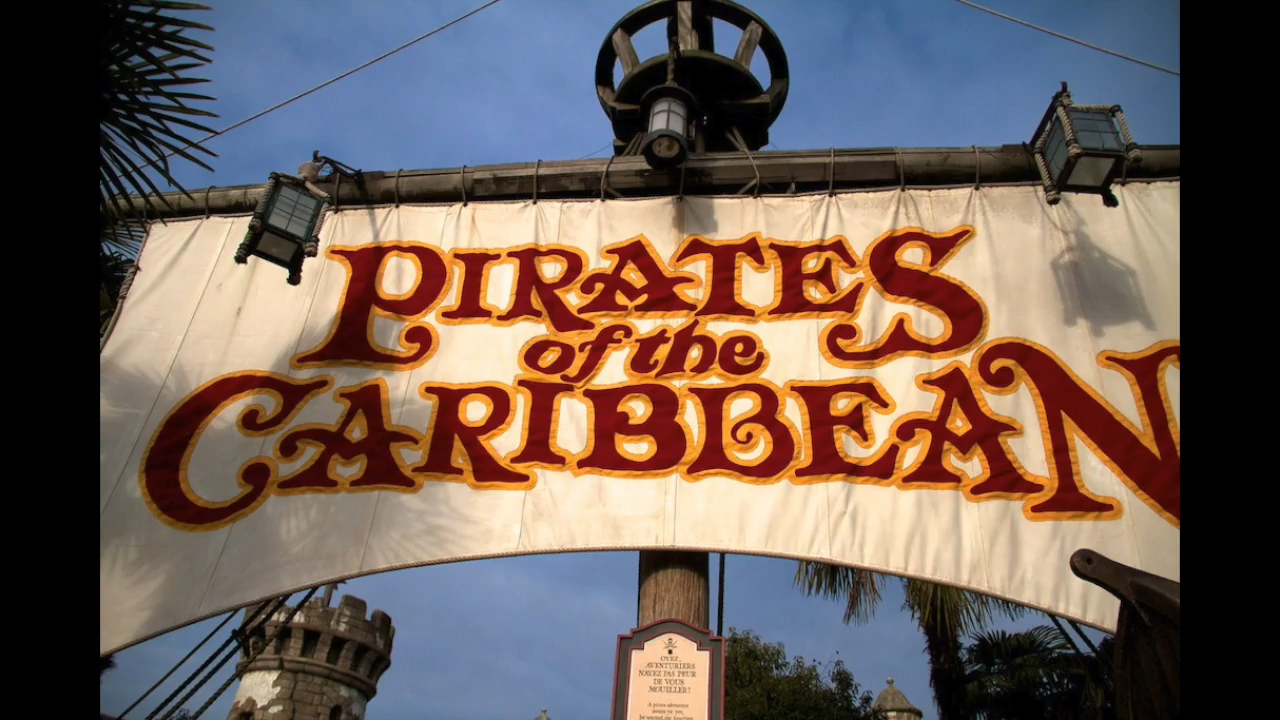 PIRATES
of the
CARIBBEAN
OYEZ,
AVENTURIERS
N'AYEZ PAS PEUR
DE VOUS
MOUILLER!